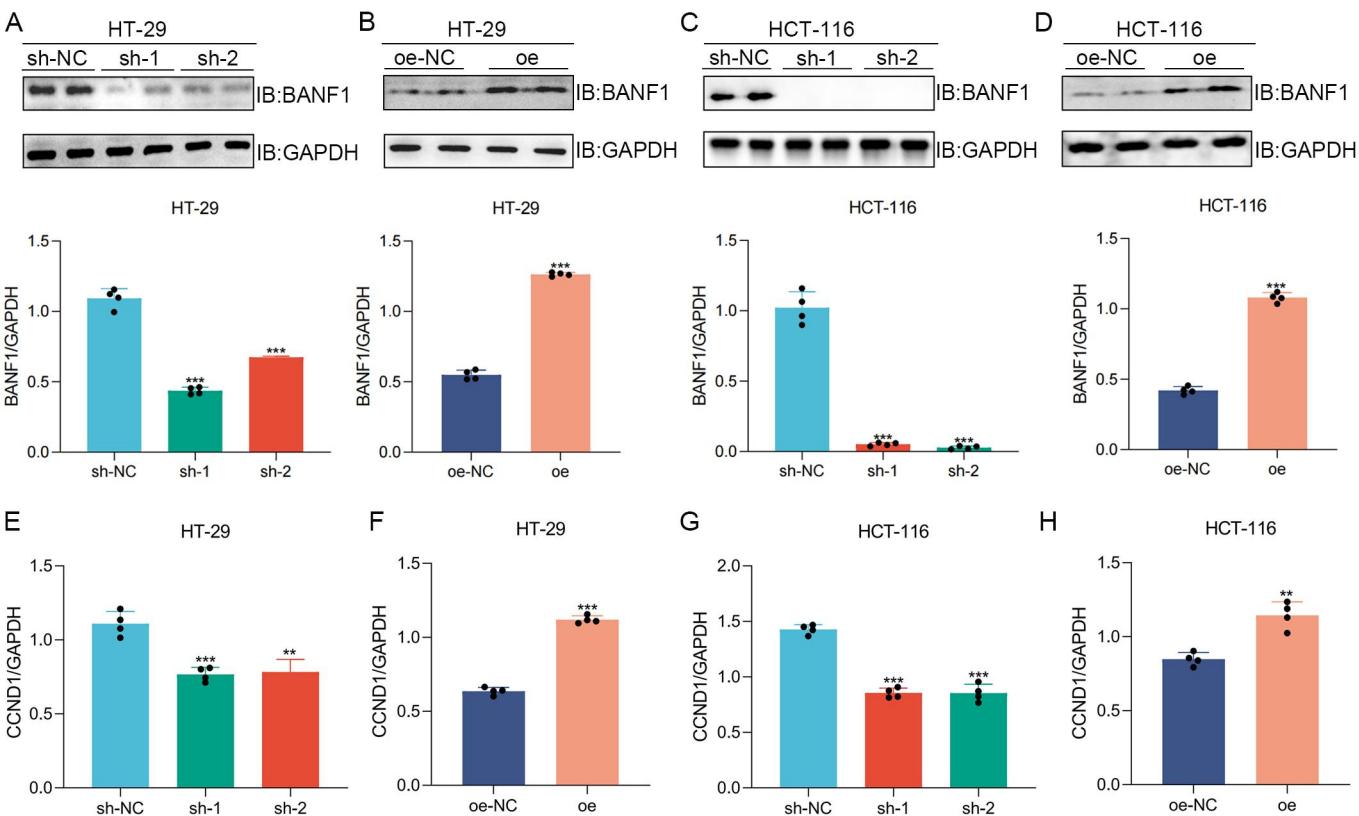 A
HT-29
sh-NC sh-1 sh-2
IB:BANF1
IB:GAPDH
HT-29
BANF1/GAPDH
1.5
1.0
0.5
0.0
***
***
sh-NC sh-1 sh-2
B
HT-29
oe-NC oe
IB:BANF1
IB:GAPDH
HT-29
BANF1/GAPDH
1.5
1.0
0.5
0.0
***
oe-NC oe
C
HCT-116
sh-NC sh-1 sh-2
IB:BANF1
IB:GAPDH
HCT-116
BANF1/GAPDH
1.5
1.0
0.5
0.0
*** ***
sh-NC sh-1 sh-2
D
HCT-116
oe-NC oe
IB:BANF1
IB:GAPDH
HCT-116
BANF1/GAPDH
1.5
1.0
0.5
0.0
***
oe-NC oe
E
HT-29
CCND1/GAPDH
1.5
1.0
0.5
0.0
*** **
sh-NC sh-1 sh-2
F
HT-29
CCND1/GAPDH
1.5
1.0
0.5
0.0
***
oe-NC oe
G
HCT-116
CCND1/GAPDH
2.0
1.5
1.0
0.5
0.0
*** ***
sh-NC sh-1 sh-2
H
HCT-116
CCND1/GAPDH
1.5
1.0
0.5
0.0
**
oe-NC oe